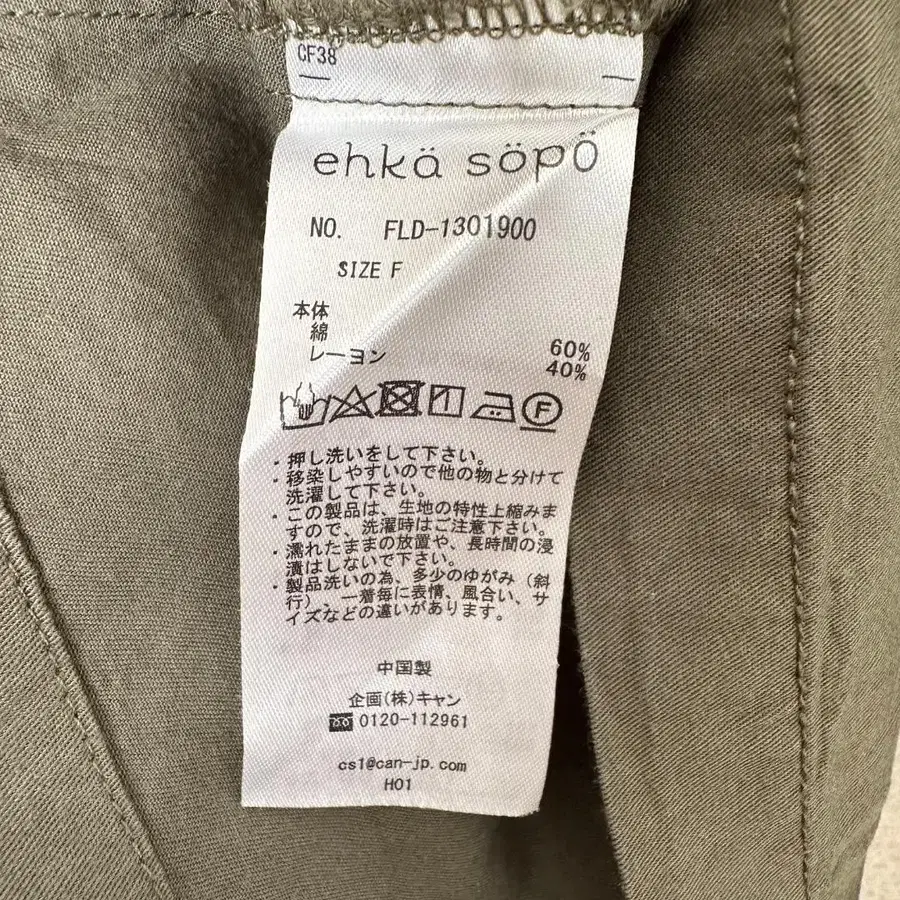 CF38
ehkä söpö
NO. FLD-1301900
SIZE F
本体
綿 60%
レーヨン 40%
1 F
・押し洗いをして下さい。
・移染しやすいので他の物と分けて
洗濯して下さい。
・この製品は、生地の特性上縮みま
すので、洗濯時はご注意下さい。
・濡れたままの放置や、長時間の浸
漬はしないで下さい。
・製品洗いの為、多少のゆがみ（斜
行）、一着毎に表情、風合い、サ
イズなどの違いがあります。
中国製
企画(株)キャン
0120-112961
cs1@can-jp.com
H01